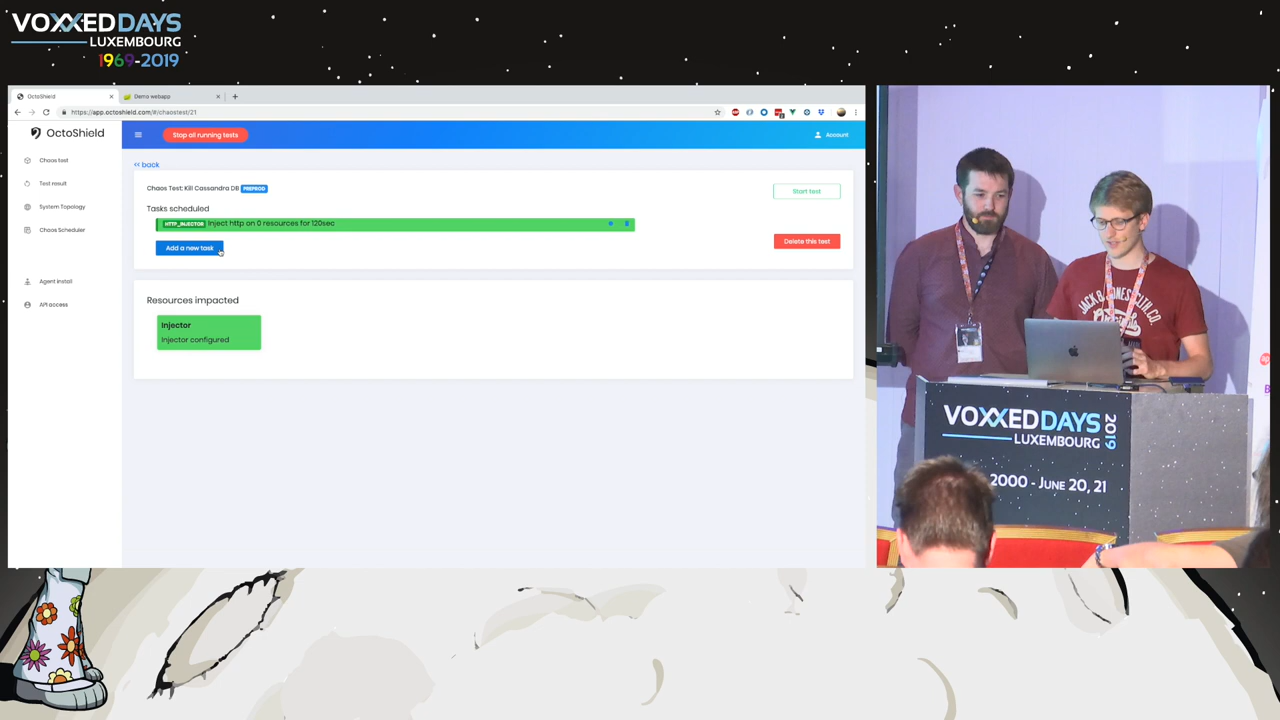 VOXXED DAYS
LUXEMBOURG
1969-2019
OctoShield
Demo webapp
https://app.octoshield.com/#/chaostest/21
OctoShield
Stop all running tests
Account
Chaos test
Test result
System Topology
Chaos Scheduler
Agent install
API access
<< back
Chaos Test: Kill Cassandra DB PREPROD
Start test
Tasks scheduled
HTTP_INJECTOR Inject http on 0 resources for 120sec
Add a new task
Delete this test
Resources impacted
Injector
Injector configured
JACK & JONES
VOXXED DAYS 2019
LUXEMBOURG
2000 - JUNE 20, 21